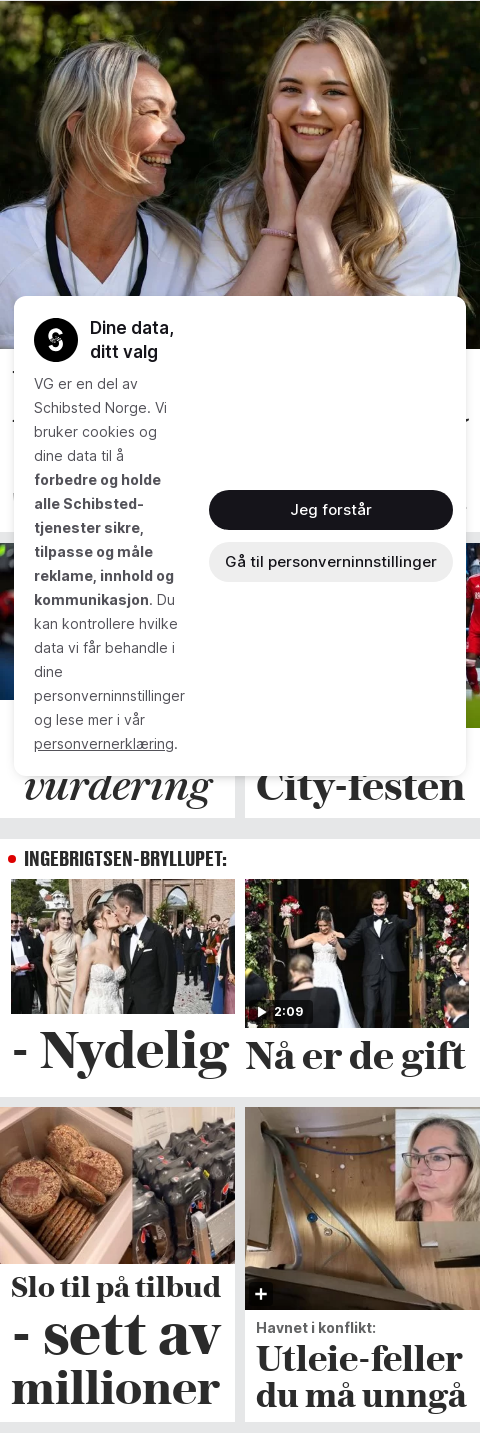 Dine data,
ditt valg
VG er en del av
Schibsted Norge. Vi
bruker cookies og
dine data til å
forbedre og holde
alle Schibsted-
tjenester sikre,
tilpasse og måle
reklame, innhold og
kommunikasjon. Du
kan kontrollere hvilke
data vi får behandle i
dine
personverninnstillinger
og lese mer i vår
personvernerklæring.
Jeg forstår
Gå til personverninnstillinger
vurdering
City-festen
INGEBRIGTSEN-BRYLLUPET:
2:09
- Nydelig
Nå er de gift
Slo til på tilbud
- sett av
millioner
Havnet i konflikt:
Utleie-feller
du må unngå